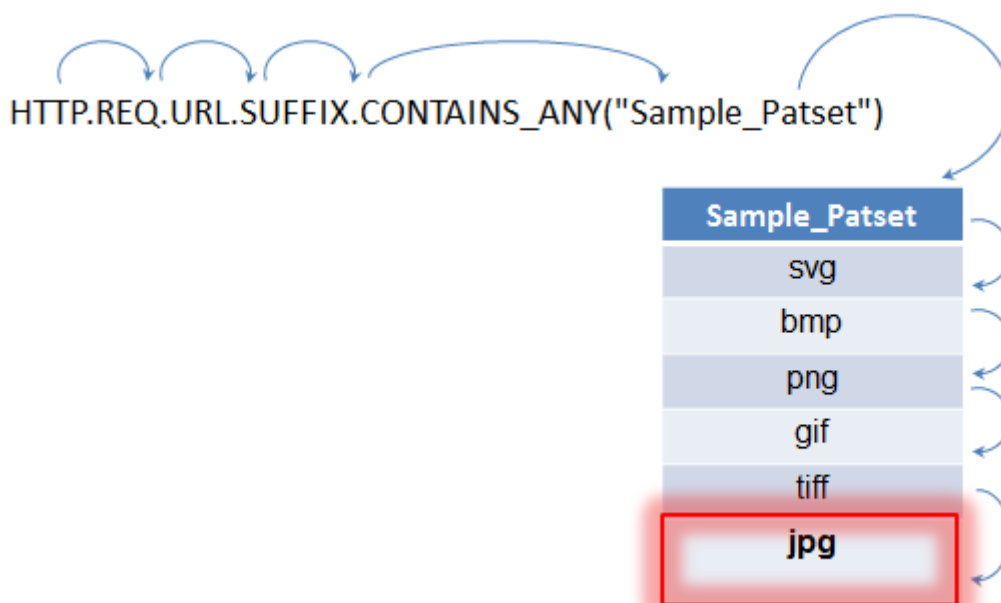 HTTP.REQ.URL.SUFFIX.CONTAINS_ANY("Sample_Patset")
Sample_Patset
svg
bmp
png
gif
tiff
jpg